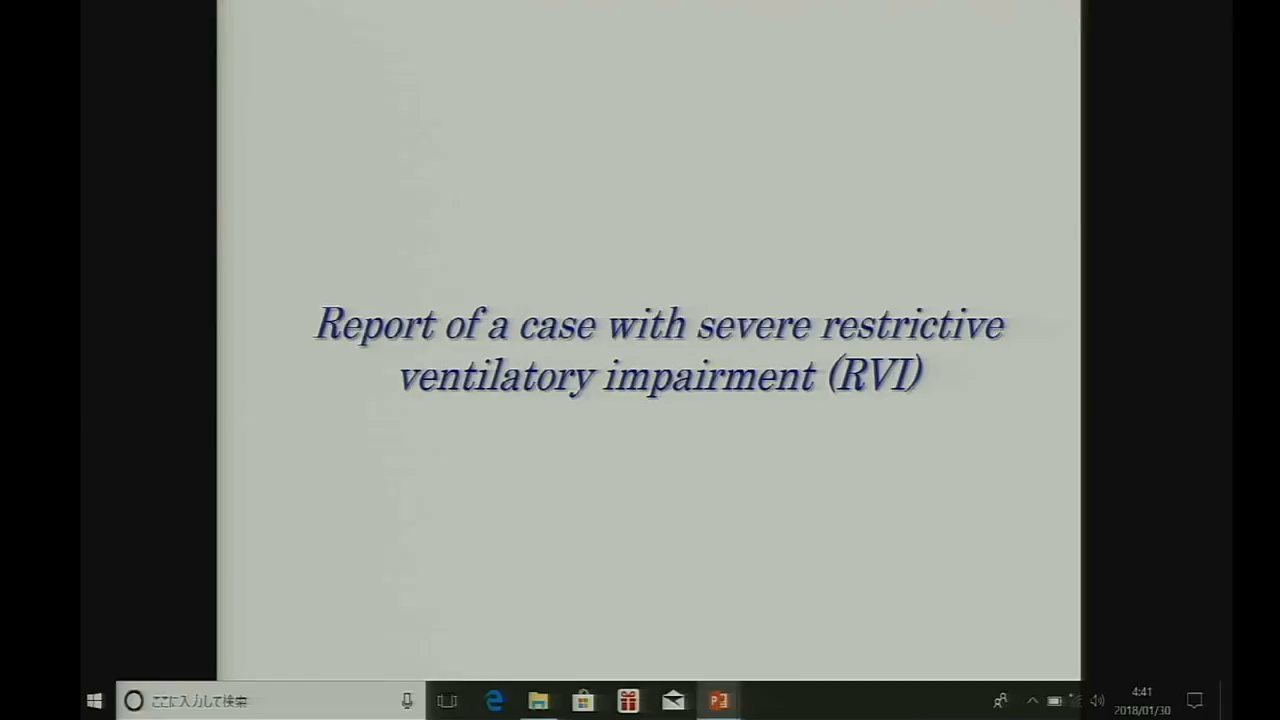 Report of a case with severe restrictive
ventilatory impairment (RVI)
ここに入力して検索
4:41
2018/01/30